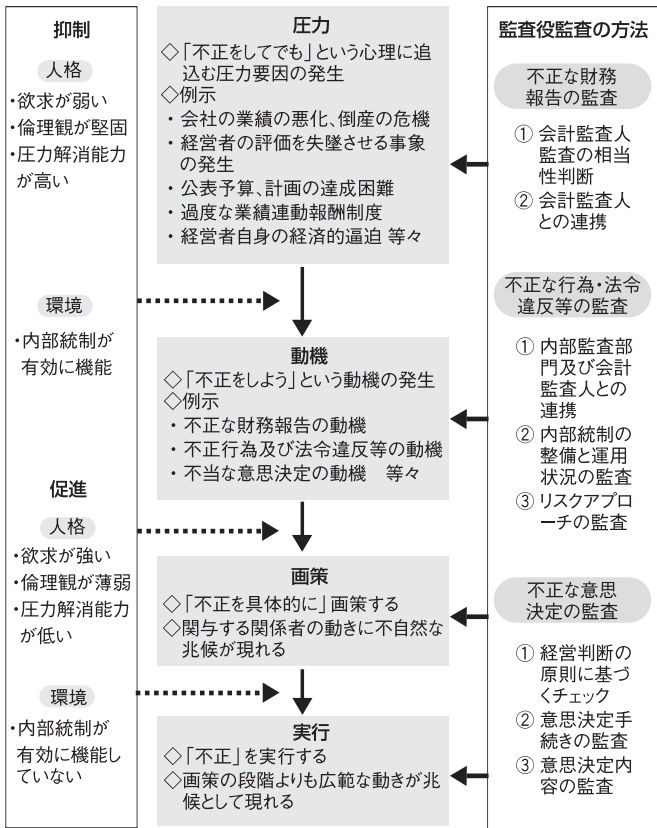 抑制
人格
・欲求が弱い
・倫理観が堅固
・圧力解消能力
が高い
環境
・内部統制が
有効に機能
促進
人格
・欲求が強い
・倫理観が薄弱
・圧力解消能力
が低い
環境
・内部統制が
有効に機能し
ていない
圧力
◇「不正をしてでも」という心理に追
込む圧力要因の発生
◇例示
・会社の業績の悪化、倒産の危機
・経営者の評価を失墜させる事象
の発生
・公表予算、計画の達成困難
・過度な業績連動報酬制度
・経営者自身の経済的逼迫 等々
動機
◇「不正をしよう」という動機の発生
◇例示
・不正な財務報告の動機
・不正行為及び法令違反等の動機
・不当な意思決定の動機 等々
画策
◇「不正を具体的に」画策する
◇関与する関係者の動きに不自然な
兆候が現れる
実行
◇「不正」を実行する
◇画策の段階よりも広範な動きが兆
候として現れる
監査役監査の方法
不正な財務
報告の監査
① 会計監査人
監査の相当
性判断
② 会計監査人
との連携
不正な行為・法令
違反等の監査
① 内部監査部
門及び会計
監査人との
連携
② 内部統制の
整備と運用
状況の監査
③ リスクアプロ
ーチの監査
不正な意思
決定の監査
① 経営判断の
原則に基づ
くチェック
② 意思決定手
続きの監査
③ 意思決定内
容の監査